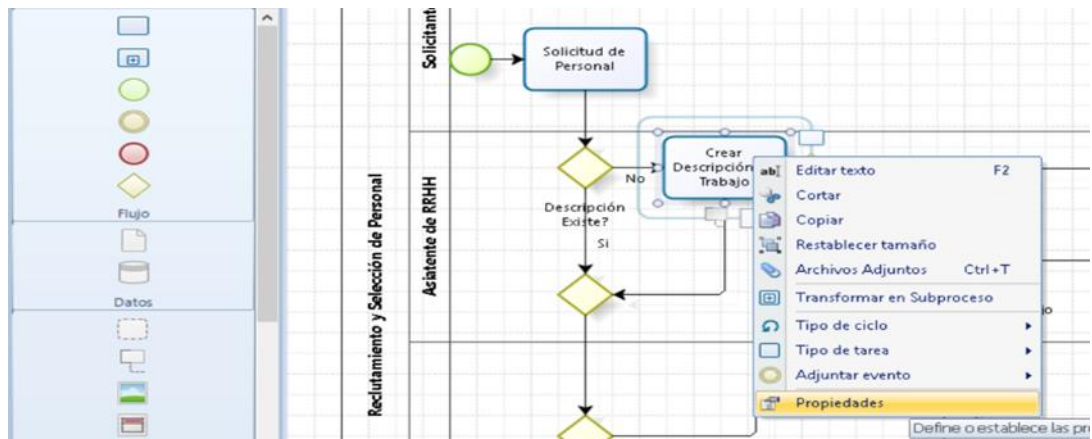 Flujo
Datos
Reclutamiento y Selección de Personal
Solicitante
Asiatente de RRHH
Solicitud de
Personal
Crear
Descripción
Trabajo
No
Descripción
Existe?
Si
Editar texto F2
Cortar
Copiar
Restablecer tamaño
Archivos Adjuntos Ctrl+T
Transformar en Subproceso
Tipo de ciclo
Tipo de tarea
Adjuntar evento
Propiedades
Define o establece las